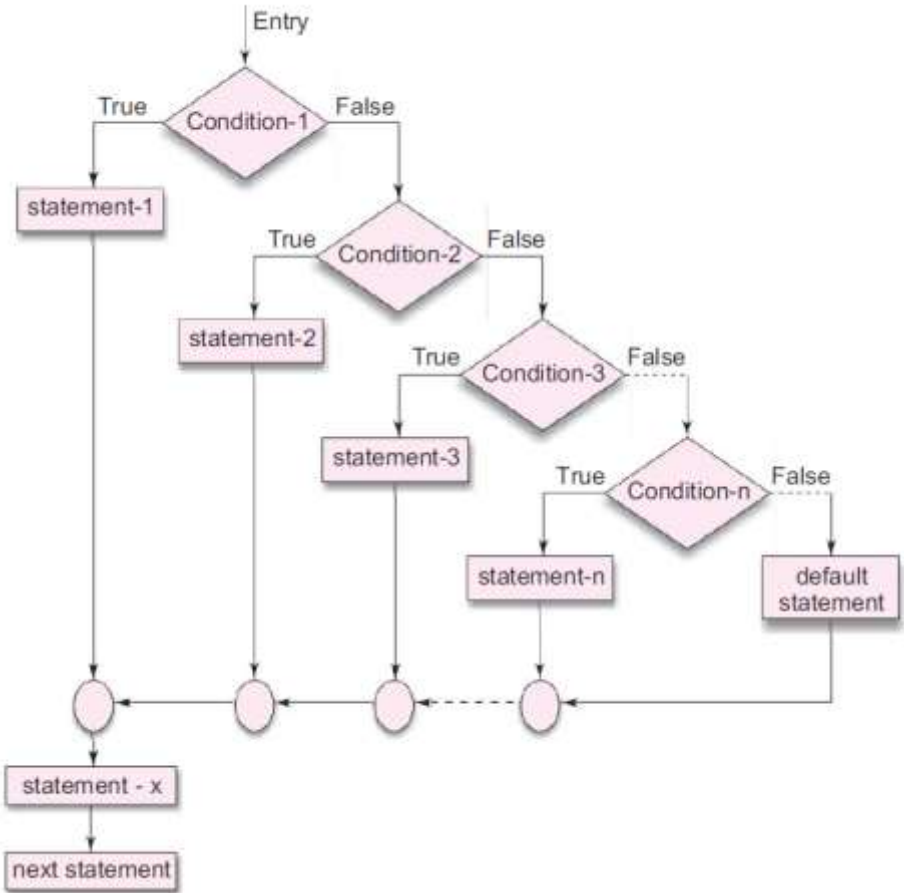 Entry
True
False
Condition-1
statement-1
True
False
Condition-2
statement-2
True
False
Condition-3
statement-3
True
False
Condition-n
statement-n
default
statement
statement - x
next statement